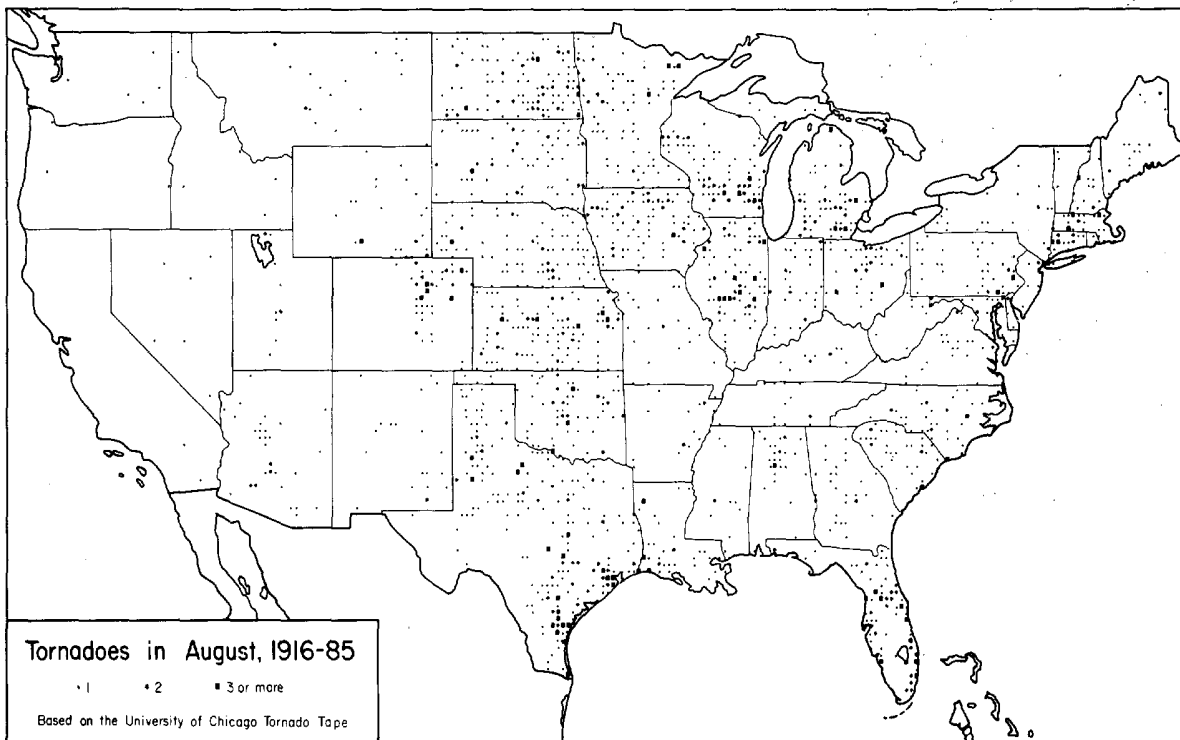 Tornadoes in August, 1916-85
· 1 • 2 ■ 3 or more
Based on the University of Chicago Tornado Tape